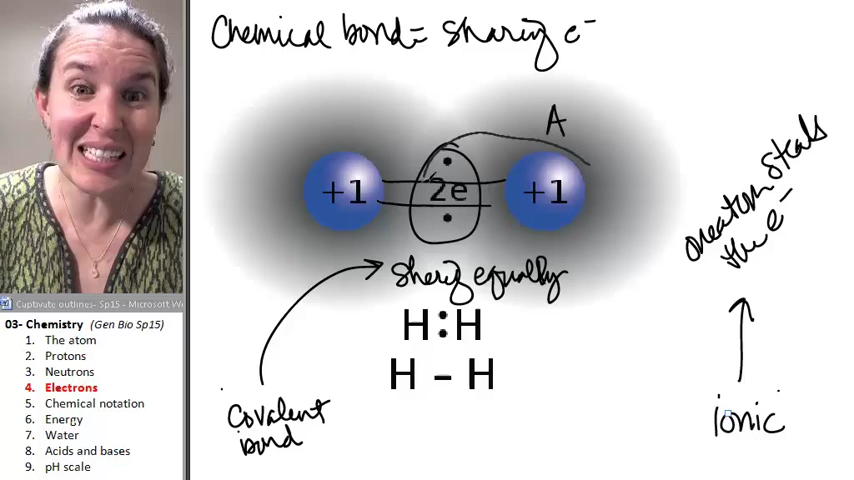 Chemical bond= sharing e-
A
+1
2e
+1
one atom steals
the e-
sharing equally
H:H
H – H
covalent
bond
ionic
Captivate outlines- Sp15 - Microsoft W
03- Chemistry (Gen Bio Sp15)
1. The atom
2. Protons
3. Neutrons
4. Electrons
5. Chemical notation
6. Energy
7. Water
8. Acids and bases
9. pH scale